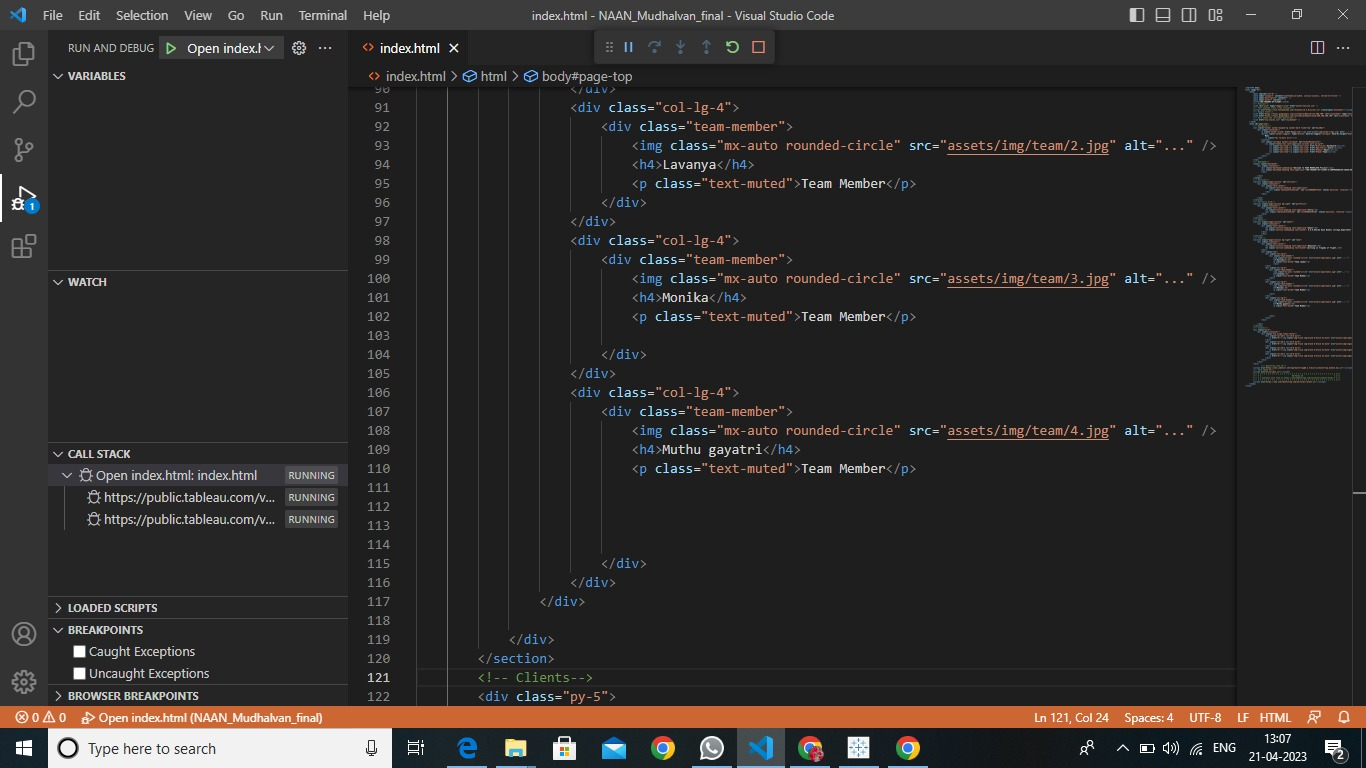 File Edit Selection View Go Run Terminal Help index.html - NAAN_Mudhalvan_final - Visual Studio Code
RUN AND DEBUG Open index.h ··· <> index.html
VARIABLES
<> index.html > html > body#page-top
90 </div>
91 <div class="col-lg-4">
92 <div class="team-member">
93 <img class="mx-auto rounded-circle" src="assets/img/team/2.jpg" alt="..." />
94 <h4>Lavanya</h4>
95 <p class="text-muted">Team Member</p>
96 </div>
97 </div>
98 <div class="col-lg-4">
99 <div class="team-member">
100 <img class="mx-auto rounded-circle" src="assets/img/team/3.jpg" alt="..." />
101 <h4>Monika</h4>
102 <p class="text-muted">Team Member</p>
103
104 </div>
105 </div>
106 <div class="col-lg-4">
107 <div class="team-member">
108 <img class="mx-auto rounded-circle" src="assets/img/team/4.jpg" alt="..." />
109 <h4>Muthu gayatri</h4>
110 <p class="text-muted">Team Member</p>
111
112
113
114
115 </div>
116 </div>
117 </div>
118
119 </div>
120 </section>
121 <!-- Clients-->
122 <div class="py-5">
WATCH
CALL STACK
Open index.html: index.html RUNNING
https://public.tableau.com/v... RUNNING
https://public.tableau.com/v... RUNNING
LOADED SCRIPTS
BREAKPOINTS
Caught Exceptions
Uncaught Exceptions
BROWSER BREAKPOINTS
1
0 0 Open index.html (NAAN_Mudhalvan_final) Ln 121, Col 24 Spaces: 4 UTF-8 LF HTML
Type here to search ENG 13:07
21-04-2023 2